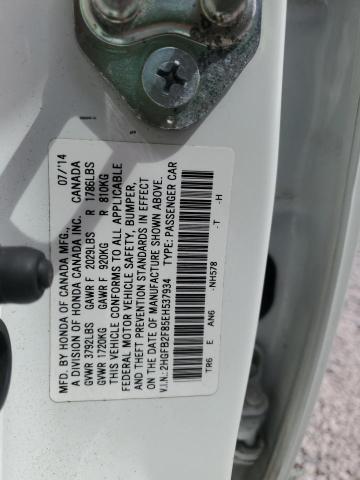 MFD. BY HONDA OF CANADA MFG., 07/'14
A DIVISION OF HONDA CANADA INC. CANADA
GVWR 3792LBS GAWR F 2029LBS R 1786LBS
GVWR 1720KG GAWR F 920KG R 810KG
THIS VEHICLE CONFORMS TO ALL APPLICABLE
FEDERAL MOTOR VEHICLE SAFETY, BUMPER,
AND THEFT PREVENTION STANDARDS IN EFFECT
ON THE DATE OF MANUFACTURE SHOWN ABOVE.
V.I.N.: 2HGFB2F85EH537934 TYPE: PASSENGER CAR
TR6 E AN6 -NH578 -T -H